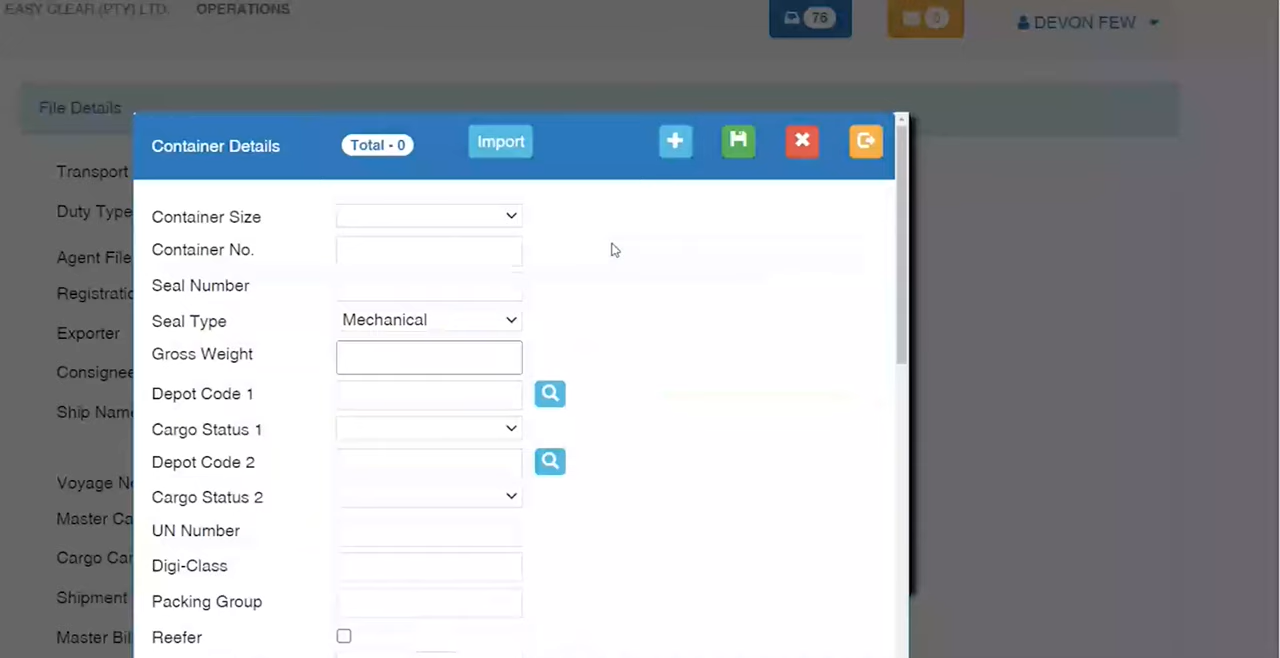 EASY CLEAR (PTY) LTD. OPERATIONS 76 0 DEVON FEW
File Details
Container Details Total - 0 Import
Transport
Duty Type
Agent File
Registratio
Exporter
Consignee
Ship Name
Voyage
Master Ca
Cargo Car
Shipment
Master Bil
Container Size
Container No.
Seal Number
Seal Type Mechanical
Gross Weight
Depot Code 1
Cargo Status 1
Depot Code 2
Cargo Status 2
UN Number
Digi-Class
Packing Group
Reefer